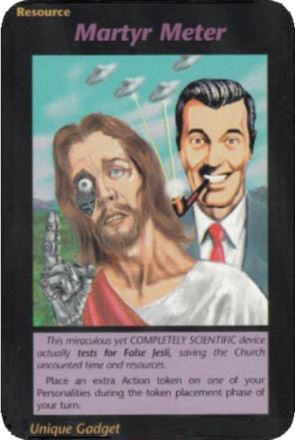 Resource
Martyr Meter
This miraculous yet COMPLETELY SCIENTIFIC device
actually tests for False Jesii, saving the Church
uncounted time and resources.
Place an extra Action token on one of your
Personalities during the token placement phase of
your turn.
Unique Gadget